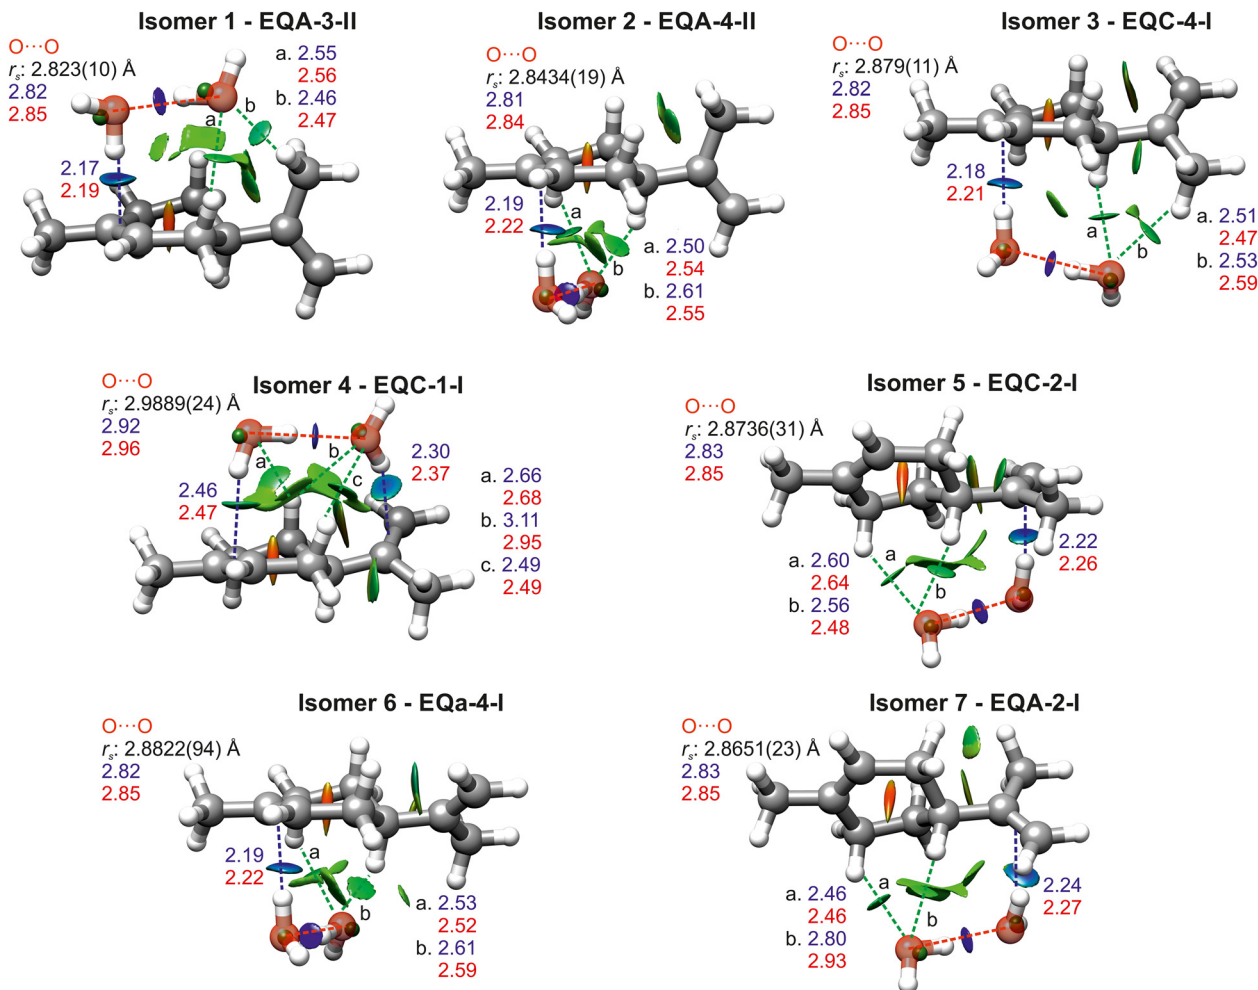 Isomer 1 - EQA-3-II
O···O
rs: 2.823(10) Å
2.82
2.85
a. 2.55
2.56
b. 2.46
2.47
a
b
2.17
2.19
Isomer 2 - EQA-4-II
O···O
rs: 2.8434(19) Å
2.81
2.84
2.19
2.22
a
b
a. 2.50
2.54
b. 2.61
2.55
Isomer 3 - EQC-4-I
O···O
rs: 2.879(11) Å
2.82
2.85
2.18
2.21
a
b
a. 2.51
2.47
b. 2.53
2.59
Isomer 4 - EQC-1-I
O···O
rs: 2.9889(24) Å
2.92
2.96
a
b
c
2.30
2.37
2.46
2.47
a. 2.66
2.68
b. 3.11
2.95
c. 2.49
2.49
Isomer 5 - EQC-2-I
O···O
rs: 2.8736(31) Å
2.83
2.85
2.22
2.26
a
b
a. 2.60
2.64
b. 2.56
2.48
Isomer 6 - EQa-4-I
O···O
rs: 2.8822(94) Å
2.82
2.85
2.19
2.22
a
b
a. 2.53
2.52
b. 2.61
2.59
Isomer 7 - EQA-2-I
O···O
rs: 2.8651(23) Å
2.83
2.85
2.24
2.27
a
b
a. 2.46
2.46
b. 2.80
2.93